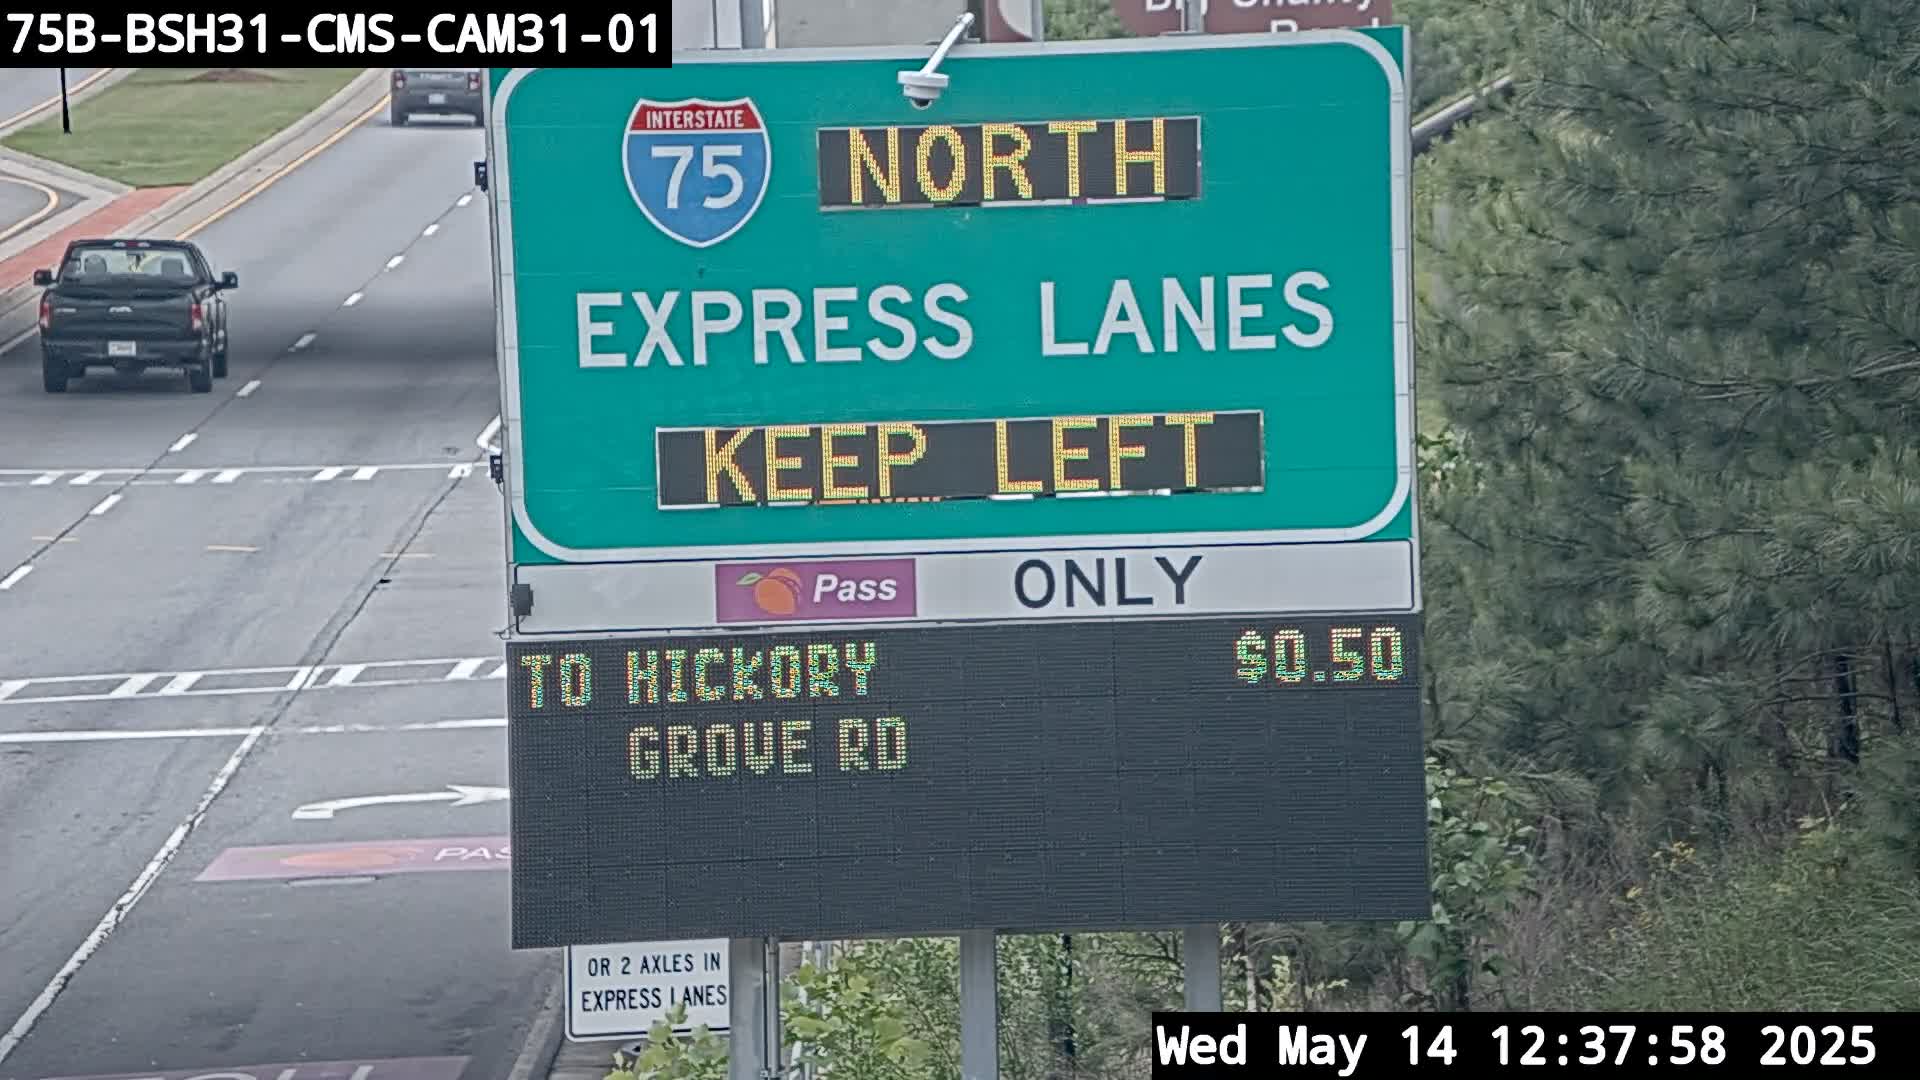 75B-BSH31-CMS-CAM31-01
INTERSTATE
75
NORTH
EXPRESS LANES
KEEP LEFT
Pass
ONLY
TO HICKORY $0.50
GROVE RD
OR 2 AXLES IN
EXPRESS LANES
Wed May 14 12:37:58 2025